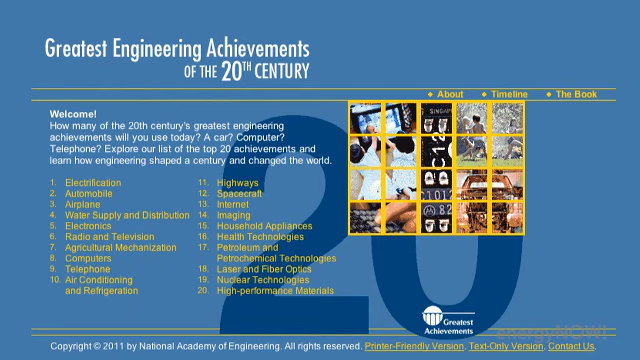 Greatest Engineering Achievements
OF THE 20TH CENTURY
About
Timeline
The Book
Welcome!
How many of the 20th century's greatest engineering
achievements will you use today? A car? Computer?
Telephone? Explore our list of the top 20 achievements and
learn how engineering shaped a century and changed the world.
1. Electrification
2. Automobile
3. Airplane
4. Water Supply and Distribution
5. Electronics
6. Radio and Television
7. Agricultural Mechanization
8. Computers
9. Telephone
10. Air Conditioning
and Refrigeration
11. Highways
12. Spacecraft
13. Internet
14. Imaging
15. Household Appliances
16. Health Technologies
17. Petroleum and
Petrochemical Technologies
18. Laser and Fiber Optics
19. Nuclear Technologies
20. High-performance Materials
20
Greatest
Achievements
energyNOW!
Copyright © 2011 by National Academy of Engineering. All rights reserved. Printer-Friendly Version. Text-Only Version. Contact Us.